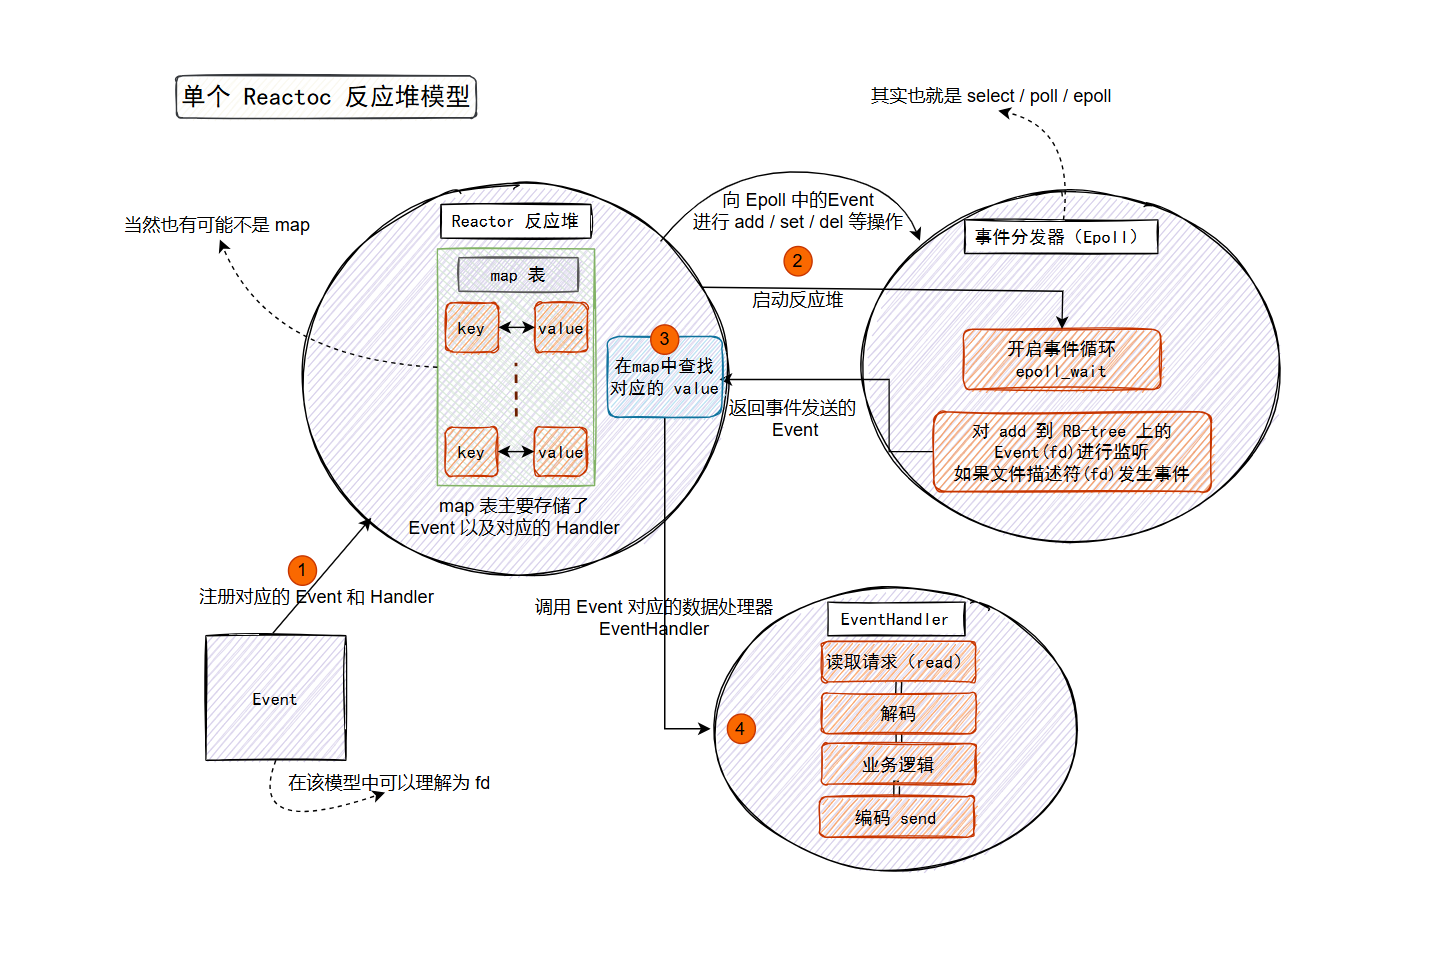 单个 Reactoc 反应堆模型
其实也就是 select / poll / epoll
当然也有可能不是 map
Reactor 反应堆
map 表
key
value
key
value
map 表主要存储了
Event 以及对应的 Handler
向 Epoll 中的Event
进行 add / set / del 等操作
2
启动反应堆
事件分发器（Epoll）
开启事件循环
epoll_wait
对 add 到 RB-tree 上的
Event(fd)进行监听
如果文件描述符(fd)发生事件
3
在map中查找
对应的 value
返回事件发送的
Event
1
注册对应的 Event 和 Handler
Event
在该模型中可以理解为 fd
调用 Event 对应的数据处理器
EventHandler
4
EventHandler
读取请求（read）
解码
业务逻辑
编码 send